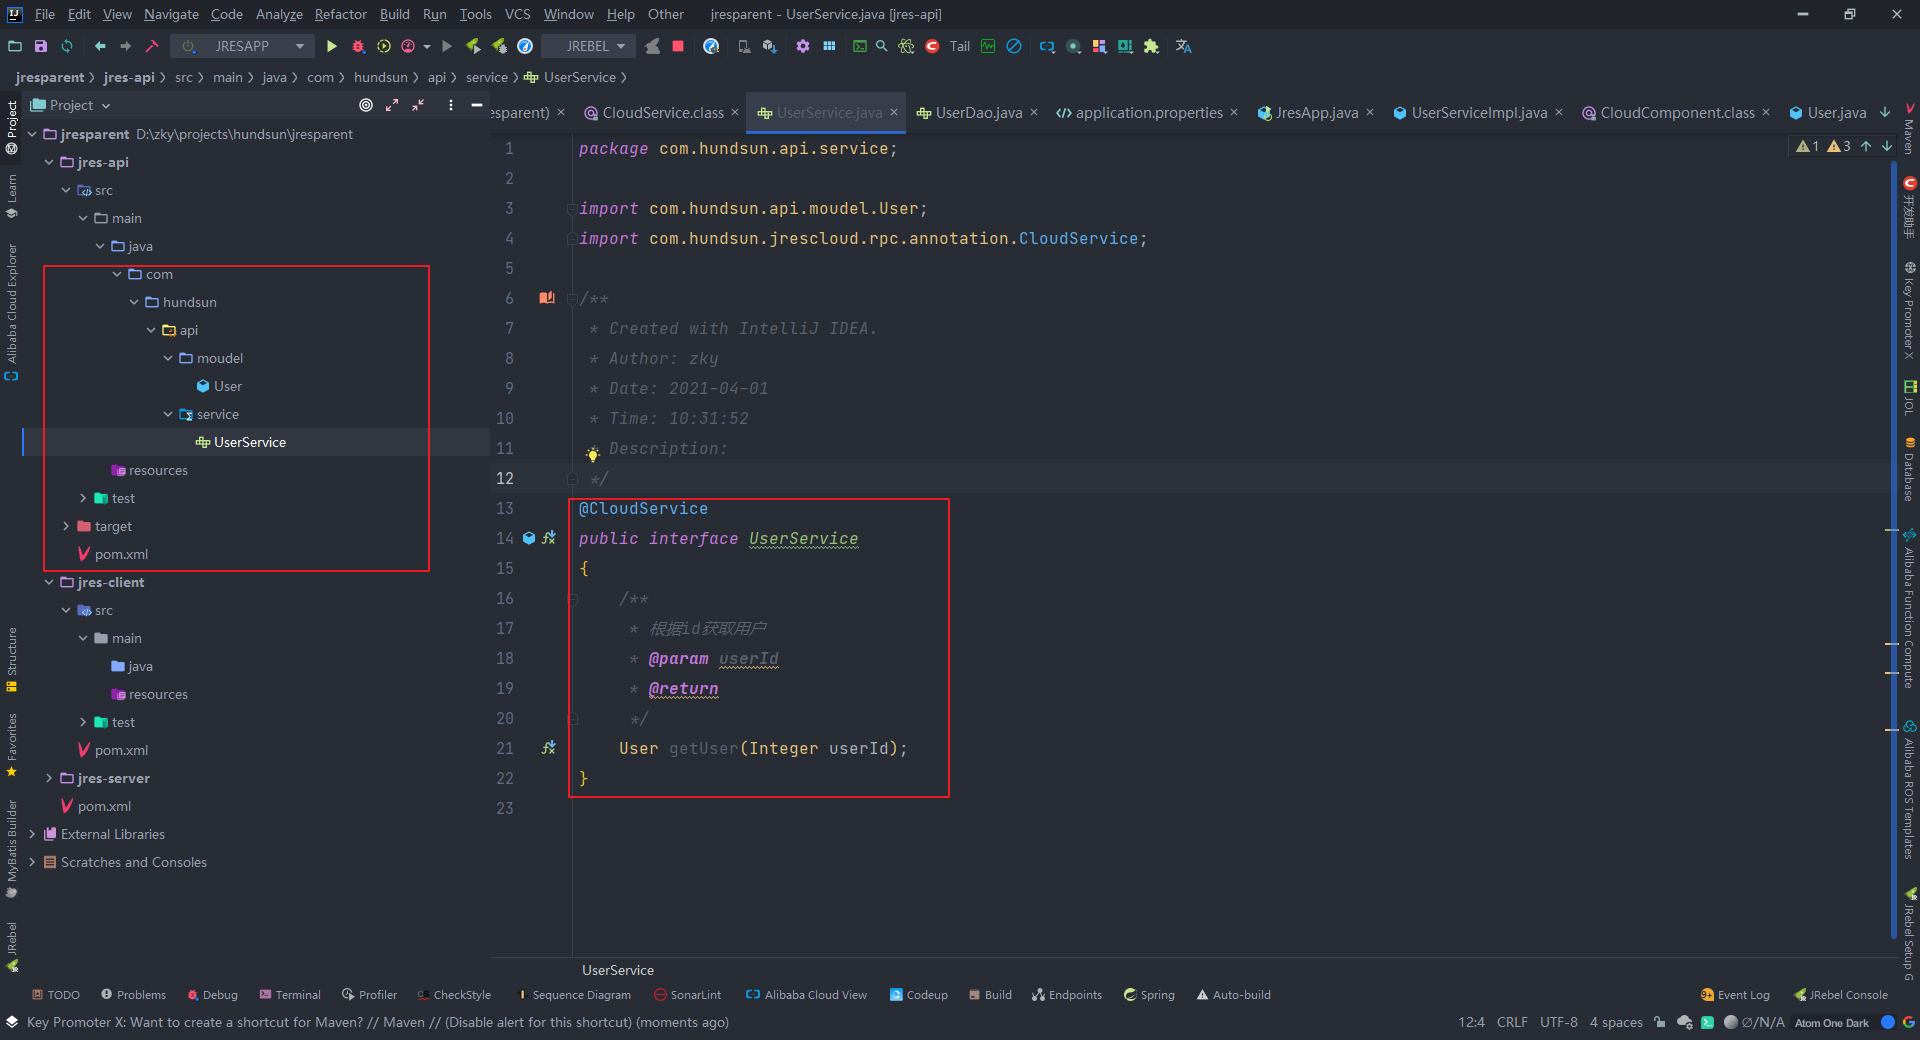 File Edit View Navigate Code Analyze Refactor Build Run Tools VCS Window Help Other jresparent - UserService.java [jres-api]
JRESAPP JREBEL Tail
jresparent jres-api src main java com hundsun api service UserService
Project
esparent) CloudService.class UserService.java UserDao.java application.properties JresApp.java UserServiceImpl.java CloudComponent.class User.java
jresparent D:\zky\projects\hundsun\jresparent
jres-api
src
main
java
com
hundsun
api
moudel
User
service
UserService
resources
test
target
pom.xml
jres-client
src
main
java
resources
test
pom.xml
jres-server
pom.xml
External Libraries
Scratches and Consoles
1 package com.hundsun.api.service;
2
3 import com.hundsun.api.moudel.User;
4 import com.hundsun.jrescloud.rpc.annotation.CloudService;
5
6 /**
7 * Created with IntelliJ IDEA.
8 * Author: zky
9 * Date: 2021-04-01
10 * Time: 10:31:52
11 Description:
12 */
13 @CloudService
14 public interface UserService
15 {
16 /**
17 * 根据id获取用户
18 * @param userId
19 * @return
20 */
21 User getUser(Integer userId);
22 }
23
1 3
Project
Learn
Alibaba Cloud Explorer
Structure
Favorites
MyBatis Builder
JRebel
Maven
开发助手
Key Promoter X
JOL
Database
Alibaba Function Compute
Alibaba ROS Templates
JRebel Setup G
UserService
TODO Problems Debug Terminal Profiler CheckStyle Sequence Diagram SonarLint Alibaba Cloud View Codeup Build Endpoints Spring Auto-build 9+ Event Log JRebel Console
Key Promoter X: Want to create a shortcut for Maven? // Maven // (Disable alert for this shortcut) (moments ago) 12:4 CRLF UTF-8 4 spaces Ø/N/A Atom One Dark